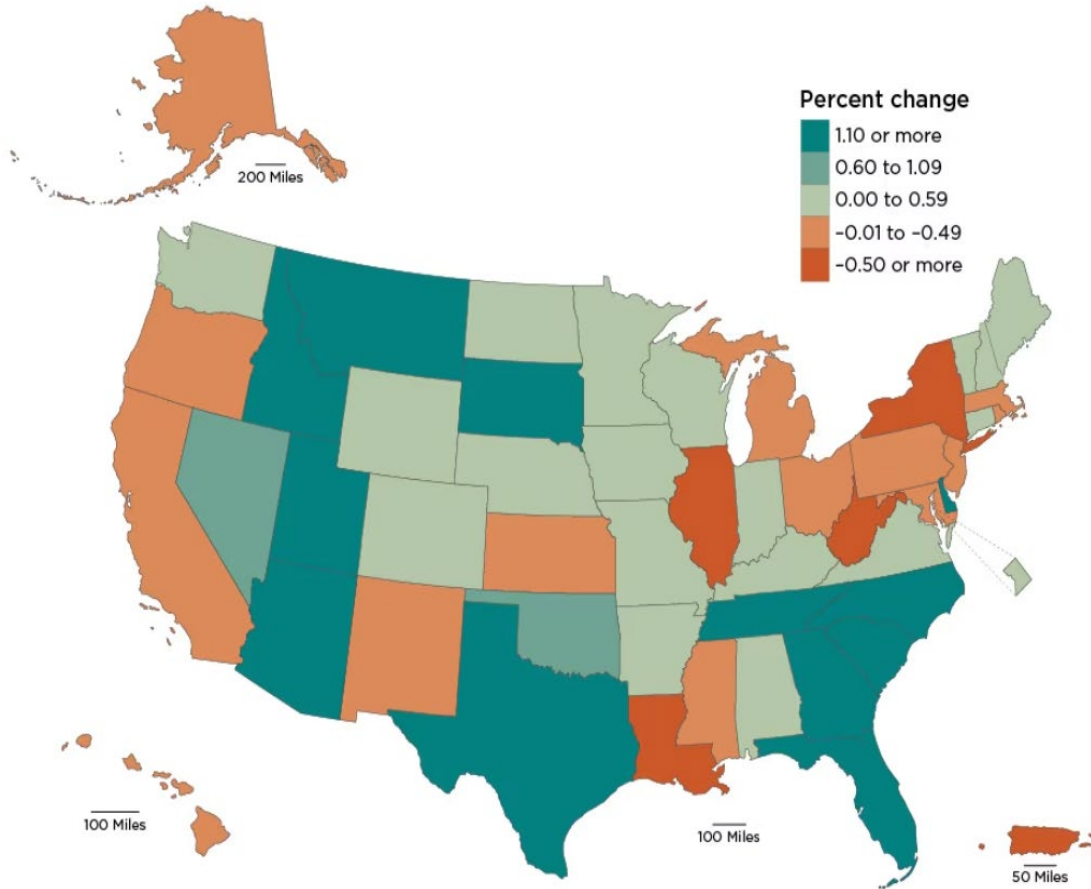 Percent change
1.10 or more
0.60 to 1.09
0.00 to 0.59
–0.01 to –0.49
–0.50 or more
200 Miles
100 Miles
100 Miles
50 Miles